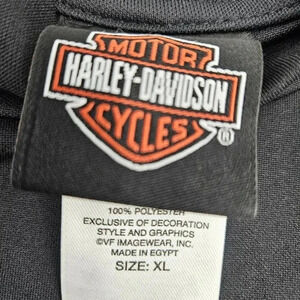 MOTOR
HARLEY-DAVIDSON
CYCLES
®
100% POLYESTER
EXCLUSIVE OF DECORATION
STYLE AND GRAPHICS
©VF IMAGEWEAR, INC.
MADE IN EGYPT
SIZE: XL